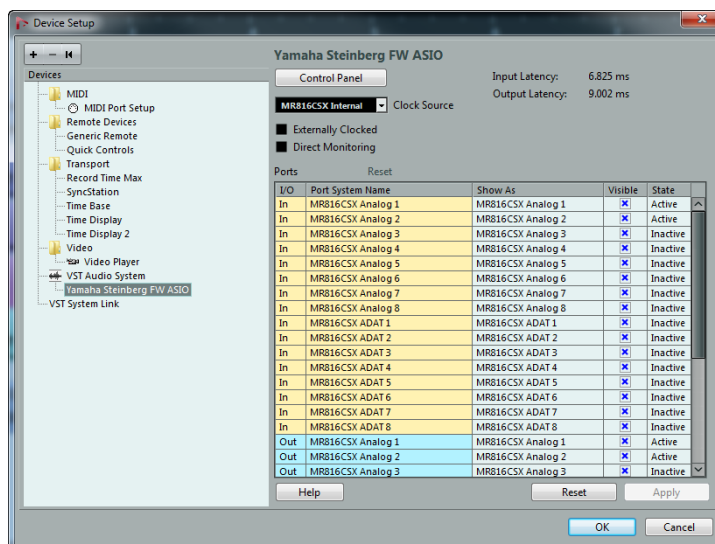 Device Setup
Devices
MIDI
MIDI Port Setup
Remote Devices
Generic Remote
Quick Controls
Transport
Record Time Max
SyncStation
Time Base
Time Display
Time Display 2
Video
Video Player
VST Audio System
Yamaha Steinberg FW ASIO
VST System Link
Yamaha Steinberg FW ASIO
Control Panel
Input Latency: 6.825 ms
Output Latency: 9.002 ms
MR816CSX Internal Clock Source
Externally Clocked
Direct Monitoring
Ports Reset
I/O Port System Name Show As Visible State
In MR816CSX Analog 1 MR816CSX Analog 1 Active
In MR816CSX Analog 2 MR816CSX Analog 2 Active
In MR816CSX Analog 3 MR816CSX Analog 3 Inactive
In MR816CSX Analog 4 MR816CSX Analog 4 Inactive
In MR816CSX Analog 5 MR816CSX Analog 5 Inactive
In MR816CSX Analog 6 MR816CSX Analog 6 Inactive
In MR816CSX Analog 7 MR816CSX Analog 7 Inactive
In MR816CSX Analog 8 MR816CSX Analog 8 Inactive
In MR816CSX ADAT 1 MR816CSX ADAT 1 Inactive
In MR816CSX ADAT 2 MR816CSX ADAT 2 Inactive
In MR816CSX ADAT 3 MR816CSX ADAT 3 Inactive
In MR816CSX ADAT 4 MR816CSX ADAT 4 Inactive
In MR816CSX ADAT 5 MR816CSX ADAT 5 Inactive
In MR816CSX ADAT 6 MR816CSX ADAT 6 Inactive
In MR816CSX ADAT 7 MR816CSX ADAT 7 Inactive
In MR816CSX ADAT 8 MR816CSX ADAT 8 Inactive
Out MR816CSX Analog 1 MR816CSX Analog 1 Active
Out MR816CSX Analog 2 MR816CSX Analog 2 Active
Out MR816CSX Analog 3 MR816CSX Analog 3 Inactive
Help Reset Apply
OK Cancel